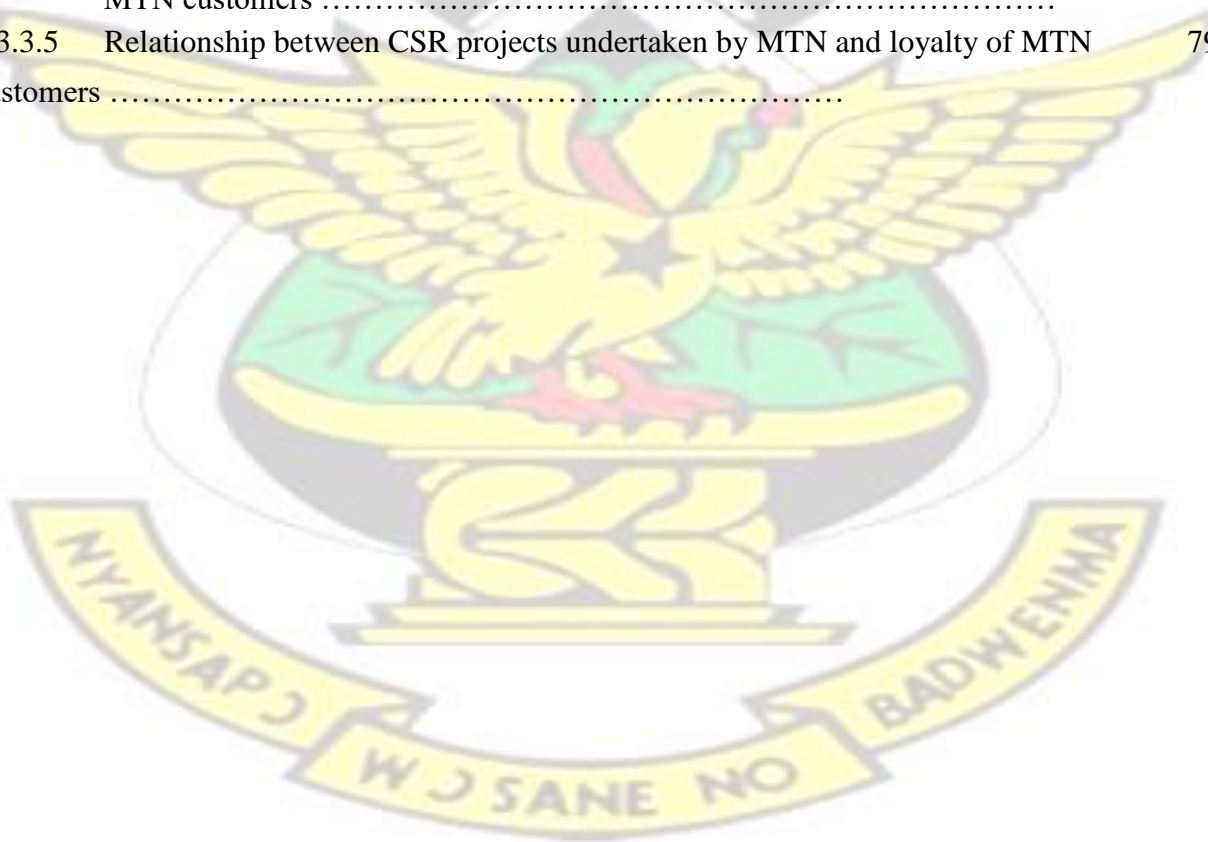 MTN customers ……………………………………………………………
3.3.5 Relationship between CSR projects undertaken by MTN and loyalty of MTN 79
stomers ……………………………………………………………
NYANSAPƆ
WƆSANE NO
BADWENMA